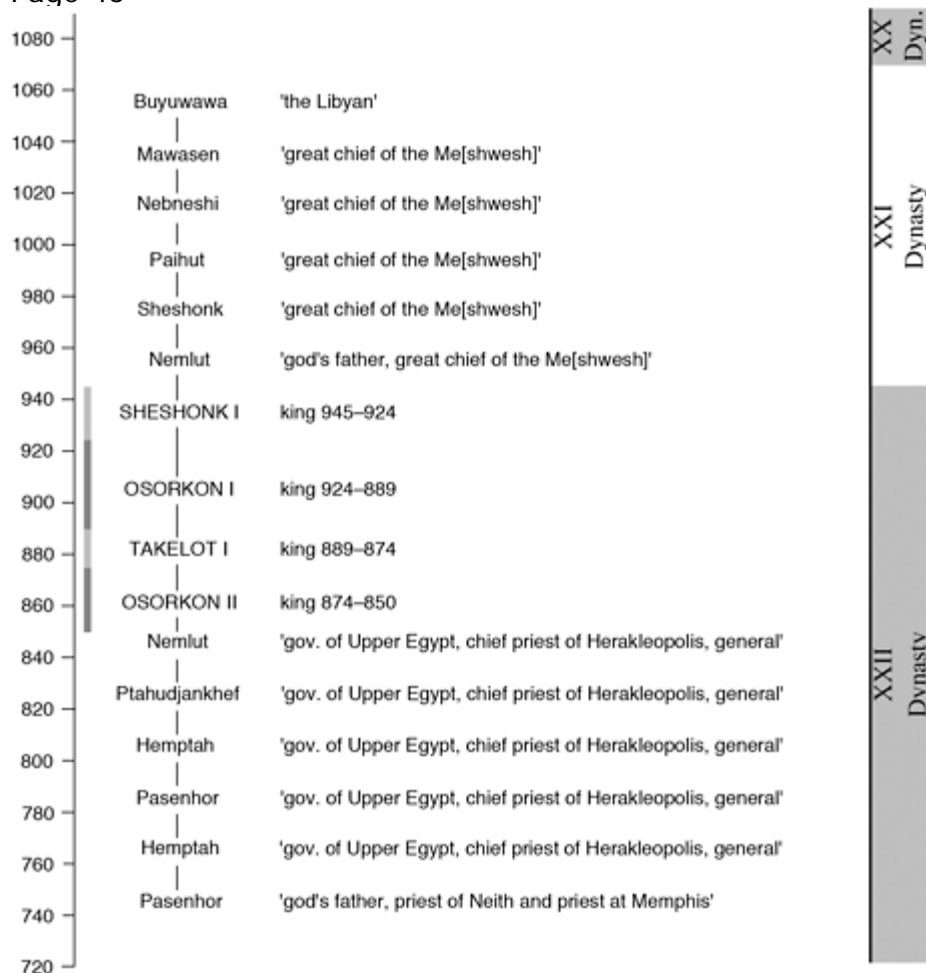 1080
1060
Buyuwawa 'the Libyan'
1040
Mawasen 'great chief of the Me[shwesh]'
1020
Nebneshi 'great chief of the Me[shwesh]'
1000
Paihut 'great chief of the Me[shwesh]'
980
Sheshonk 'great chief of the Me[shwesh]'
960
Nemlut 'god's father, great chief of the Me[shwesh]'
940
SHESHONK I king 945–924
920
OSORKON I king 924–889
900
TAKELOT I king 889–874
880
OSORKON II king 874–850
860
Nemlut 'gov. of Upper Egypt, chief priest of Herakleopolis, general'
840
Ptahudjankhef 'gov. of Upper Egypt, chief priest of Herakleopolis, general'
820
Hemptah 'gov. of Upper Egypt, chief priest of Herakleopolis, general'
800
Pasenhor 'gov. of Upper Egypt, chief priest of Herakleopolis, general'
780
Hemptah 'gov. of Upper Egypt, chief priest of Herakleopolis, general'
760
Pasenhor 'god's father, priest of Neith and priest at Memphis'
740
720
XX
Dyn.
XXI
Dynasty
XXII
Dynasty